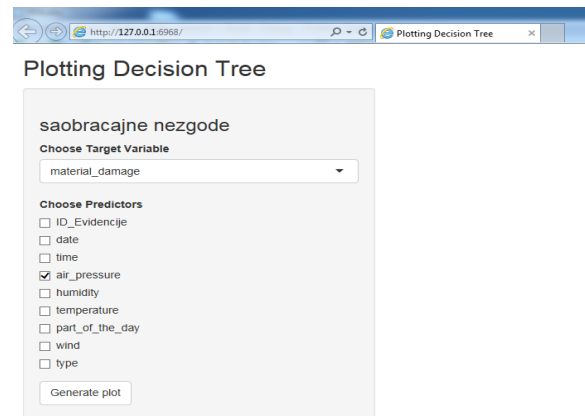 http://127.0.0.1:6968/
Plotting Decision Tree
Plotting Decision Tree
saobracajne nezgode
Choose Target Variable
material_damage
Choose Predictors
ID_Evidencije
date
time
air_pressure
humidity
temperature
part_of_the_day
wind
type
Generate plot